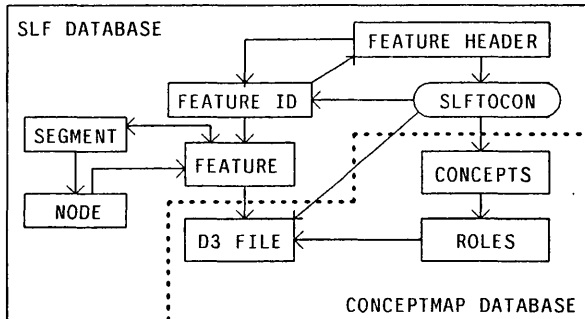 SLF DATABASE
FEATURE HEADER
FEATURE ID
SLFTOCON
SEGMENT
FEATURE
CONCEPTS
NODE
D3 FILE
ROLES
CONCEPTMAP DATABASE